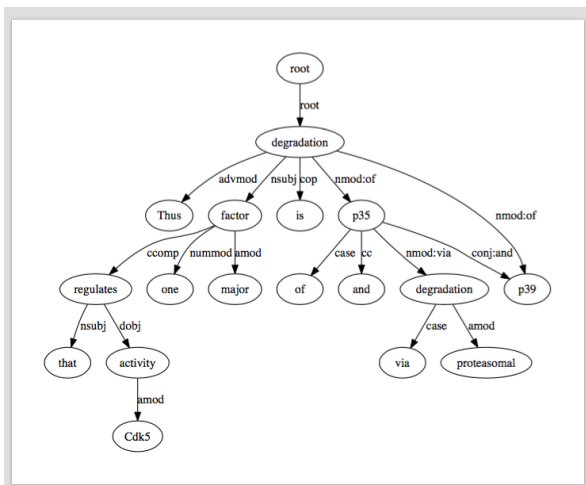 root
root
degradation
advmod nsubj cop nmod:of
nmod:of
Thus factor is p35
ccomp nummod amod case cc nmod:via conj:and
regulates one major of and degradation p39
nsubj dobj case amod
that activity via proteasomal
amod
Cdk5